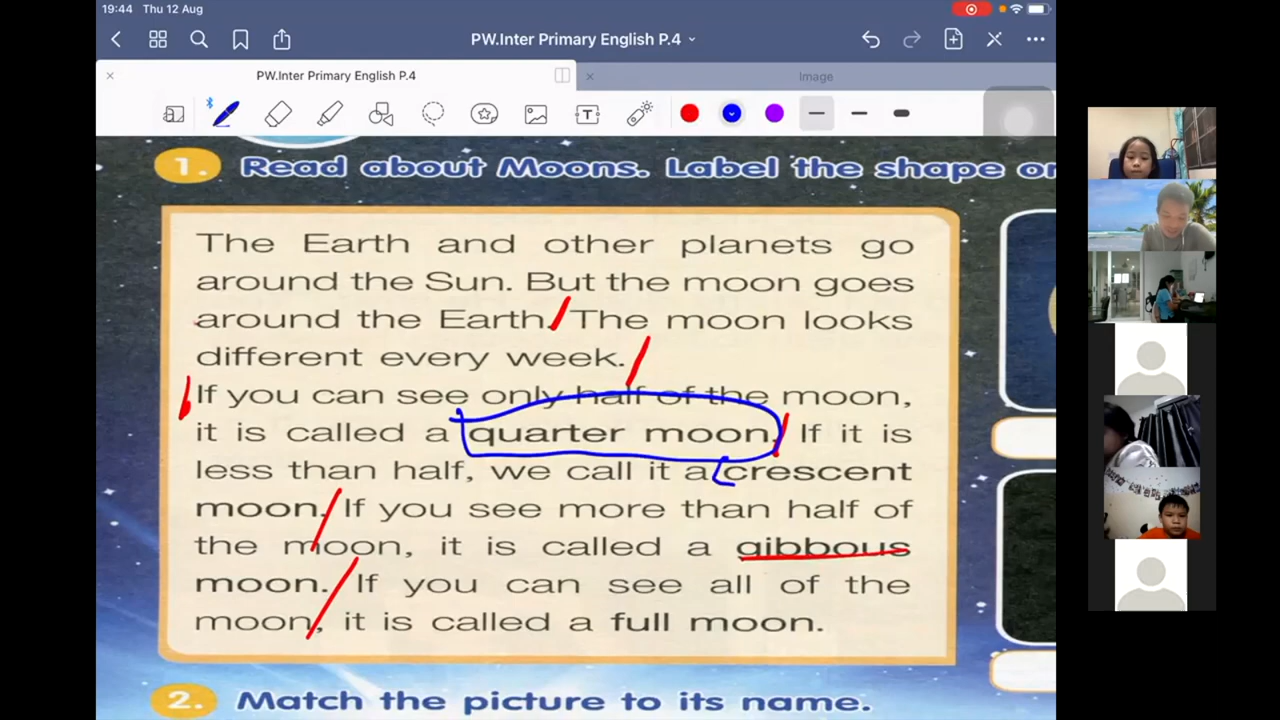 19:44 Thu 12 Aug
PW.Inter Primary English P.4
PW.Inter Primary English P.4
Image
1. Read about Moons. Label the shape or
The Earth and other planets go
around the Sun. But the moon goes
around the Earth. The moon looks
different every week.
If you can see only half of the moon,
it is called a quarter moon. If it is
less than half, we call it a crescent
moon. If you see more than half of
the moon, it is called a gibbous
moon. If you can see all of the
moon, it is called a full moon.
2. Match the picture to its name.